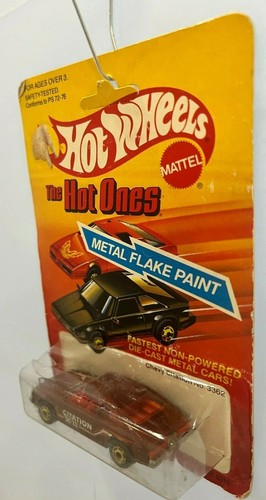 FOR AGES OVER 3.
SAFETY-TESTED
Conforms to PS 72-76
HOT WHEELS
MATTEL
The Hot Ones
METAL FLAKE PAINT
FASTEST NON-POWERED
DIE-CAST METAL CARS!
Chevy Citation No. 3362
CITATION